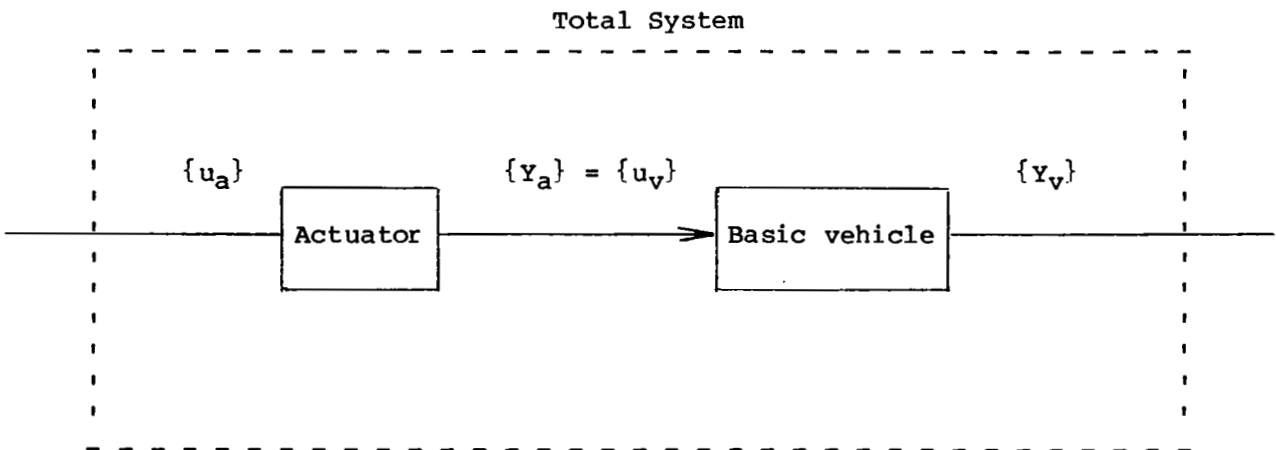 Total System
{u_a} {Y_a} = {u_v} {Y_v}
Actuator Basic vehicle